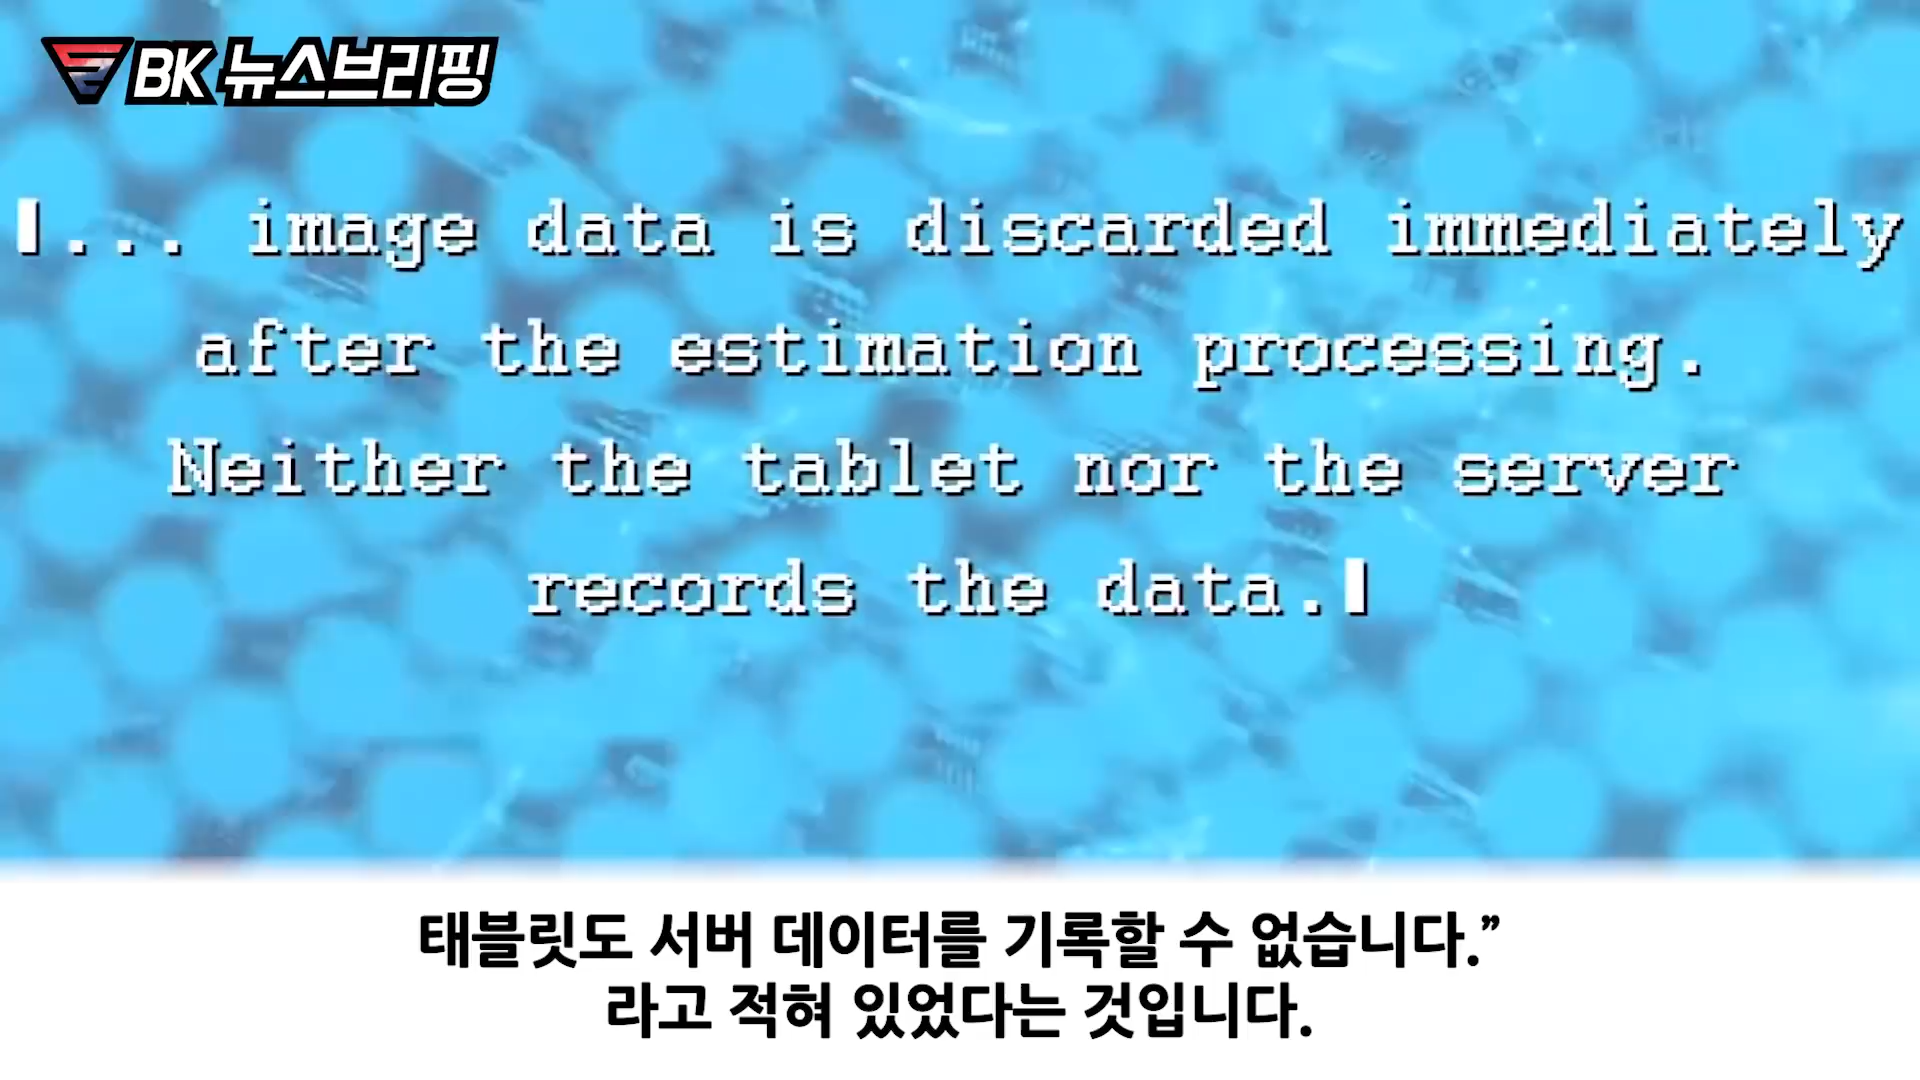 BK 뉴스브리핑
... image data is discarded immediately
after the estimation processing.
Neither the tablet nor the server
records the data.
태블릿도 서버 데이터를 기록할 수 없습니다.”
라고 적혀 있었다는 것입니다.